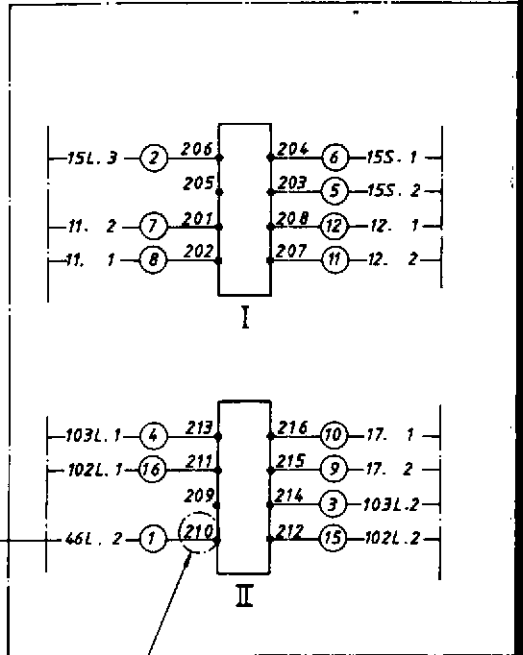 15L. 3 2 206 204 6 15S. 1
205 203 5 15S. 2
11. 2 7 201 208 12 12. 1
11. 1 8 202 207 11 12. 2
I
103L. 1 4 213 216 10 17. 1
102L. 1 16 211 215 9 17. 2
209 214 3 103L. 2
46L. 2 1 210 212 15 102L. 2
II